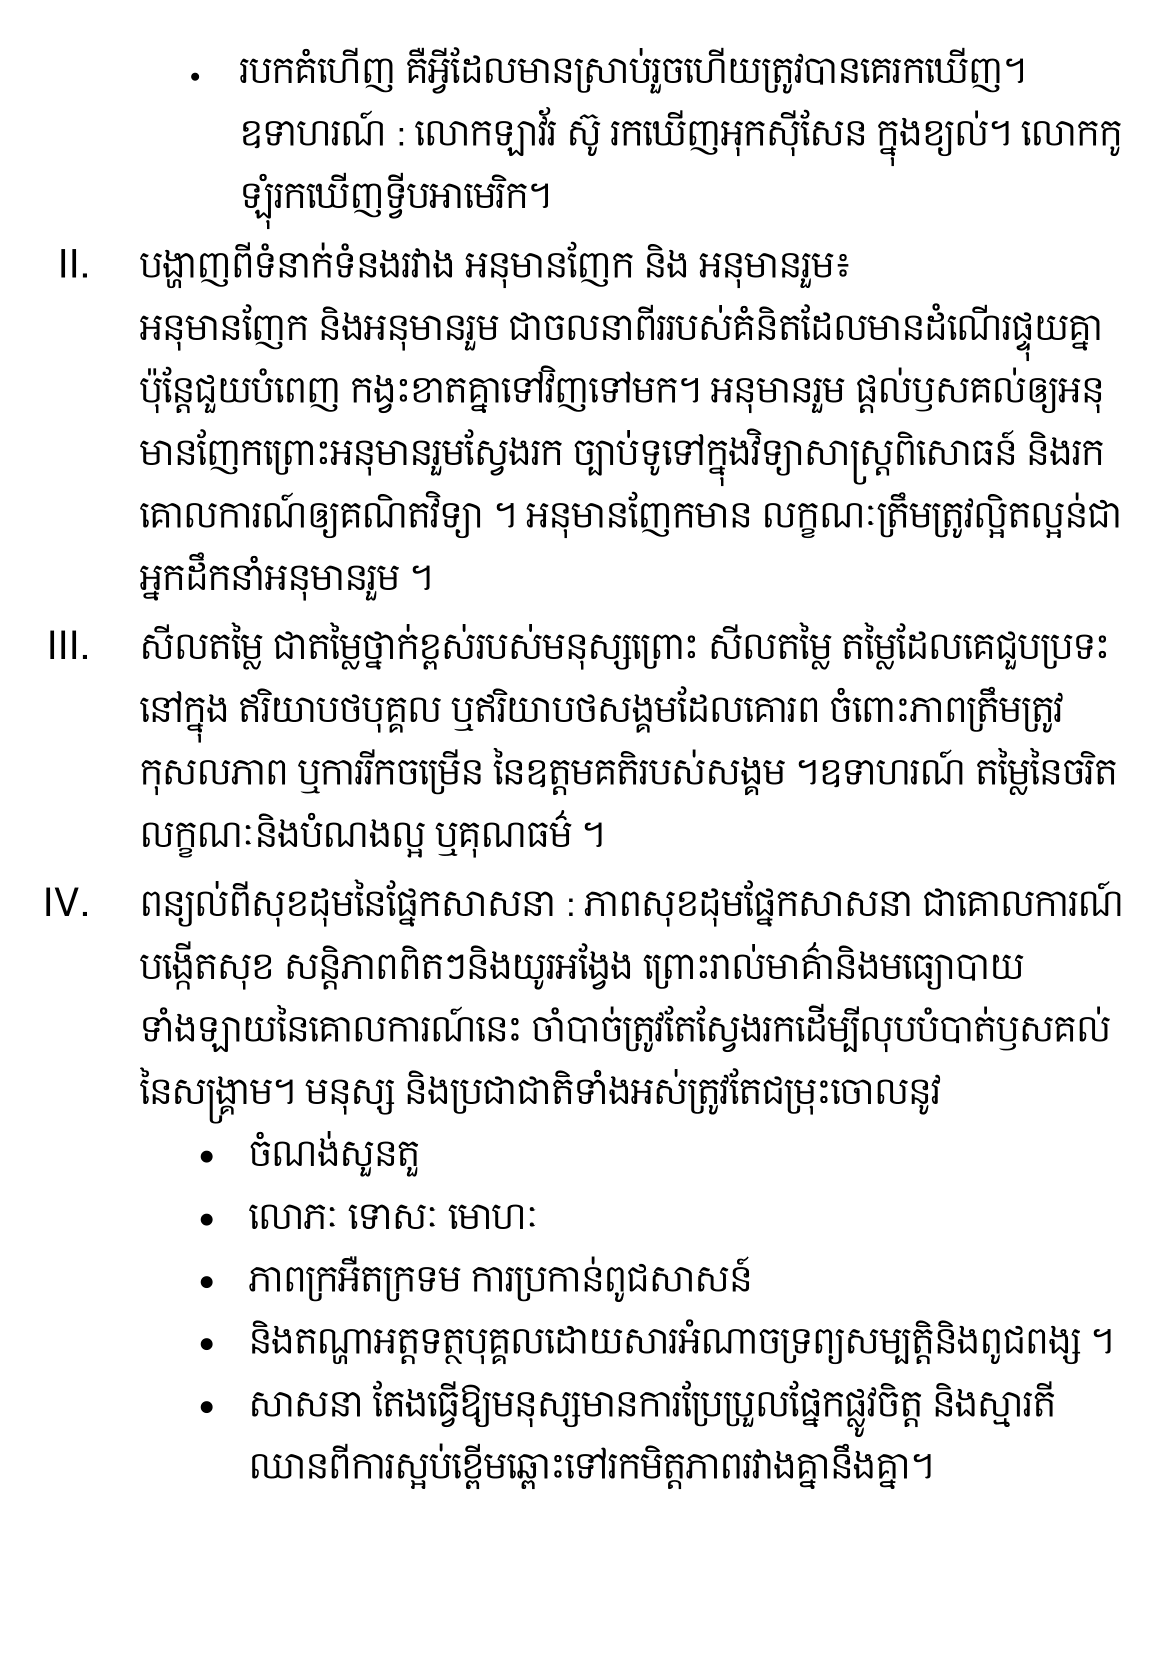 • របកគំហើញ គឺអ្វីដែលមានស្រាប់រួចហើយត្រូវបានគេរកឃើញ។
ឧទាហរណ៍ : លោកឡាវ័រ ស៊ូ រកឃើញអុកស៊ីសែន ក្នុងខ្យល់។ លោកកូ
ឡុំរកឃើញទ្វីបអាមេរិក។
II. បង្ហាញពីទំនាក់ទំនងរវាង អនុមានញែក និង អនុមានរួម៖
អនុមានញែក និងអនុមានរួម ជាចលនាពីររបស់គំនិតដែលមានដំណើរផ្ទុយគ្នា
ប៉ុន្តែជួយបំពេញ កង្វះខាតគ្នាទៅវិញទៅមក។ អនុមានរួម ផ្តល់ឫសគល់ឲ្យអនុ
មានញែកព្រោះអនុមានរួមស្វែងរក ច្បាប់ទូទៅក្នុងវិទ្យាសាស្ត្រពិសោធន៍ និងរក
គោលការណ៍ឲ្យគណិតវិទ្យា ។ អនុមានញែកមាន លក្ខណៈត្រឹមត្រូវល្អិតល្អន់ជា
អ្នកដឹកនាំអនុមានរួម ។
III. សីលតម្លៃ ជាតម្លៃថ្នាក់ខ្ពស់របស់មនុស្សព្រោះ សីលតម្លៃ តម្លៃដែលគេជួបប្រទះ
នៅក្នុង ឥរិយាបថបុគ្គល ឬឥរិយាបថសង្គមដែលគោរព ចំពោះភាពត្រឹមត្រូវ
កុសលភាព ឬការរីកចម្រើន នៃឧត្តមគតិរបស់សង្គម ។ឧទាហរណ៍ តម្លៃនៃចរិត
លក្ខណៈនិងបំណងល្អ ឬគុណធម៌ ។
IV. ពន្យល់ពីសុខដុមនៃផ្នែកសាសនា : ភាពសុខដុមផ្នែកសាសនា ជាគោលការណ៍
បង្កើតសុខ សន្តិភាពពិតៗនិងយូរអង្វែង ព្រោះរាល់មាគ៌ានិងមធ្យោបាយ
ទាំងឡាយនៃគោលការណ៍នេះ ចាំបាច់ត្រូវតែស្វែងរកដើម្បីលុបបំបាត់ឫសគល់
នៃសង្គ្រាម។ មនុស្ស និងប្រជាជាតិទាំងអស់ត្រូវតែជម្រុះចោលនូវ
• ចំណង់សួនតួ
• លោភៈ ទោសៈ មោហៈ
• ភាពក្រអឺតក្រទម ការប្រកាន់ពូជសាសន៍
• និងតណ្ហាអត្តទត្ថបុគ្គលដោយសារអំណាចទ្រព្យសម្បត្តិនិងពូជពង្ស ។
• សាសនា តែងធ្វើឱ្យមនុស្សមានការប្រែប្រួលផ្នែកផ្លូវចិត្ត និងស្មារតី
ឈានពីការស្អប់ខ្ពើមឆ្ពោះទៅរកមិត្តភាពរវាងគ្នានឹងគ្នា។